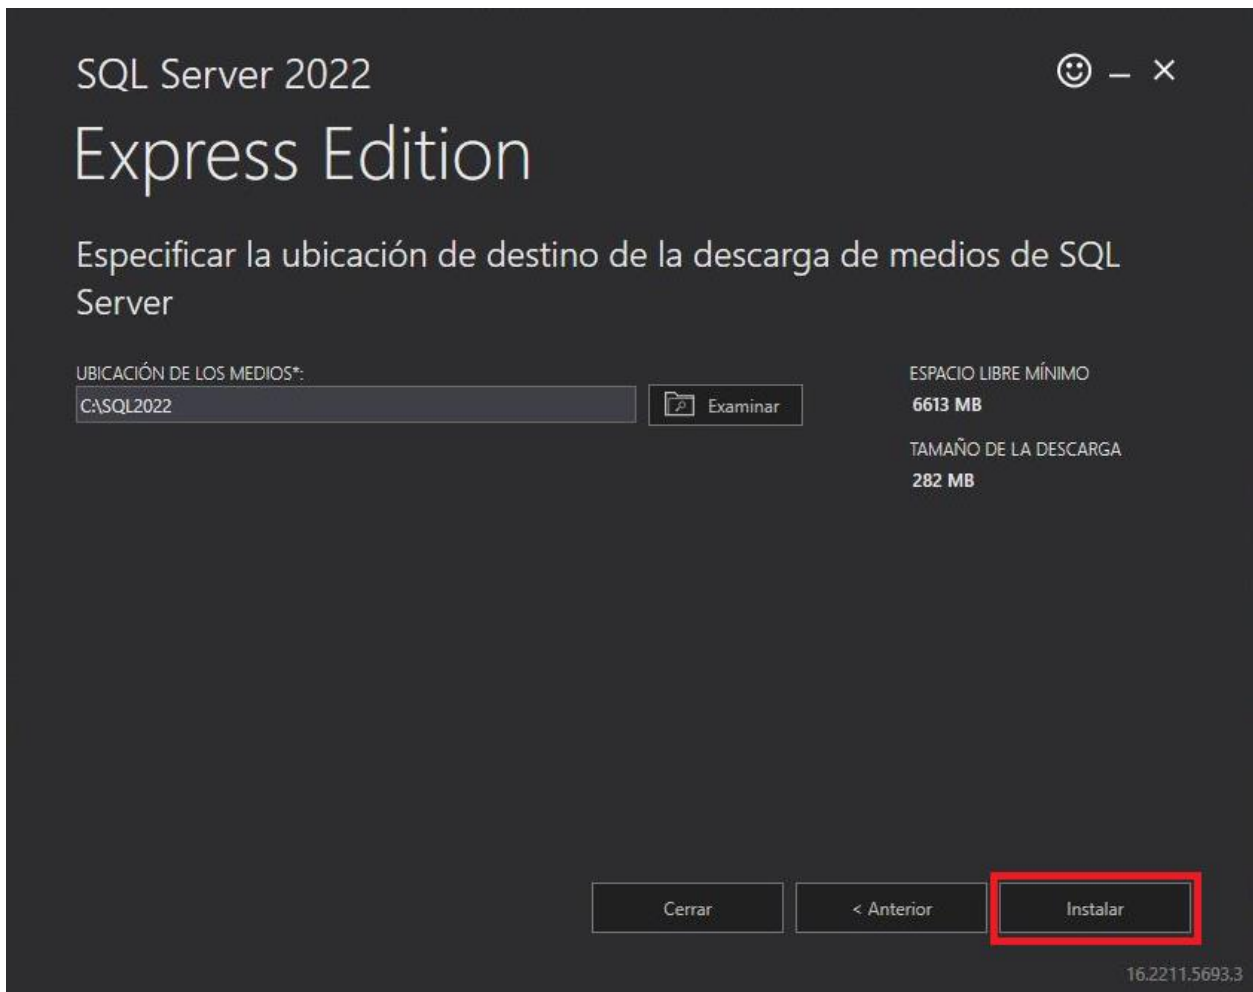 SQL Server 2022
Express Edition
Especificar la ubicación de destino de la descarga de medios de SQL
Server
UBICACIÓN DE LOS MEDIOS*:
C:\SQL2022
Examinar
ESPACIO LIBRE MÍNIMO
6613 MB
TAMAÑO DE LA DESCARGA
282 MB
Cerrar
< Anterior
Instalar
16.2211.5693.3